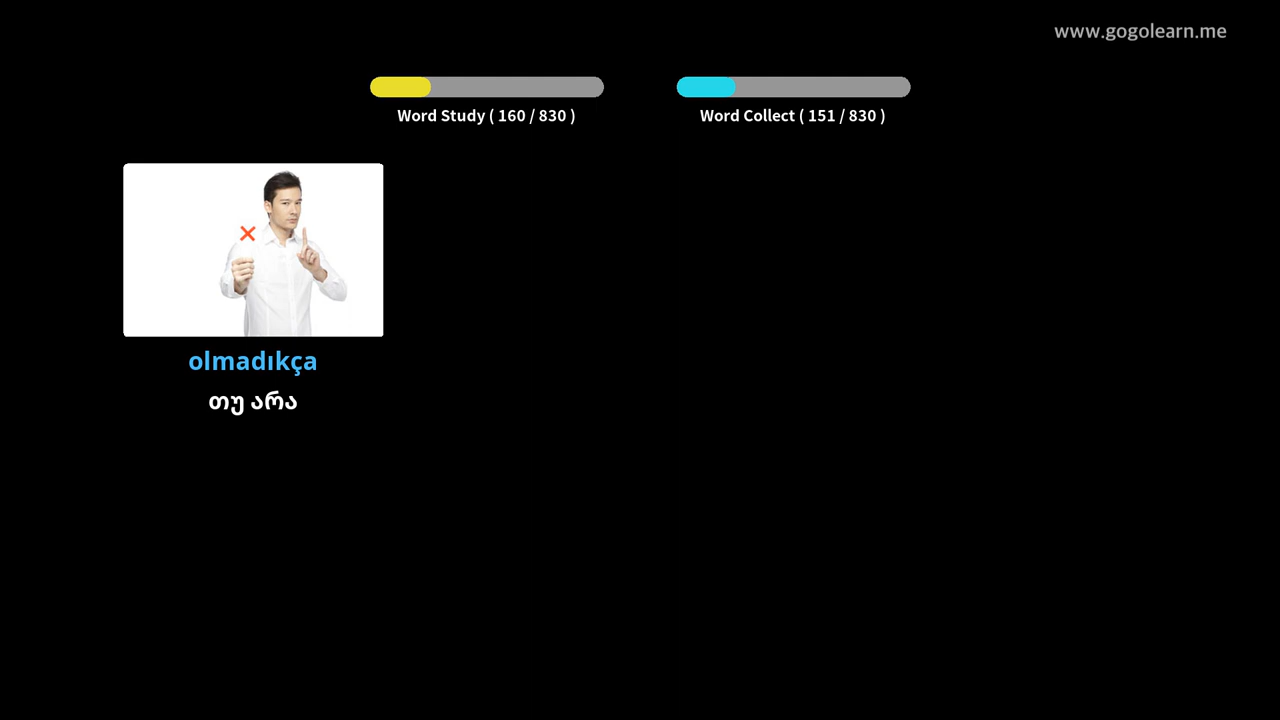 www.gogolearn.me
Word Study ( 160 / 830 )
Word Collect ( 151 / 830 )
olmadıkça
თუ არა